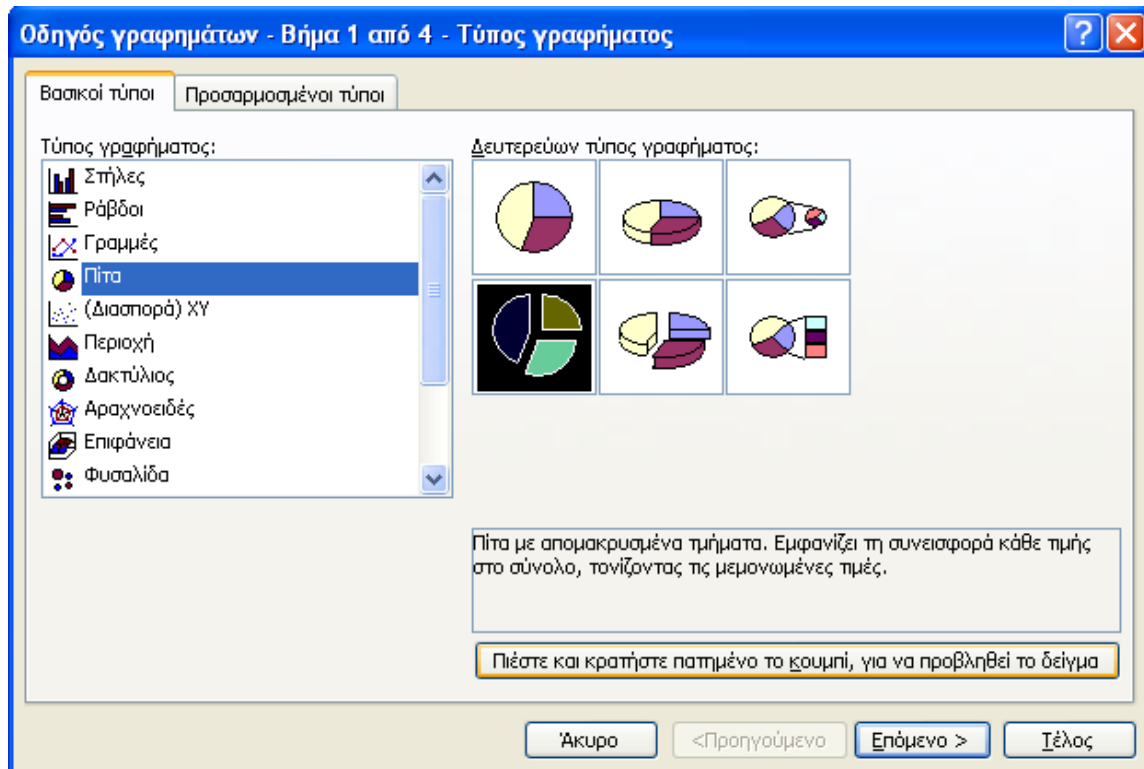 Οδηγός γραφημάτων - Βήμα 1 από 4 - Τύπος γραφήματος
Βασικοί τύποι
Προσαρμοσμένοι τύποι
Τύπος γραφήματος:
Στήλες
Ράβδοι
Γραμμές
Πίτα
(Διασπορά) XY
Περιοχή
Δακτύλιος
Αραχνοειδές
Επιφάνεια
Φυσαλίδα
Δευτερεύων τύπος γραφήματος:
Πίτα με απομακρυσμένα τμήματα. Εμφανίζει τη συνεισφορά κάθε τιμής
στο σύνολο, τονίζοντας τις μεμονωμένες τιμές.
Πιέστε και κρατήστε πατημένο το κουμπί, για να προβληθεί το δείγμα
Άκυρο
<Προηγούμενο
Επόμενο >
Τέλος